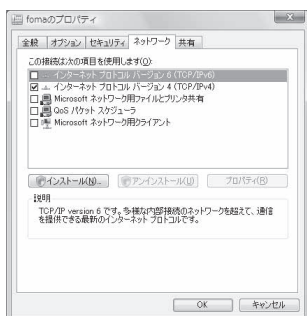 fomaのプロパティ
全般 オプション セキュリティ ネットワーク 共有
この接続は次の項目を使用します(O):
インターネット プロトコル バージョン 6 (TCP/IPv6)
インターネット プロトコル バージョン 4 (TCP/IPv4)
Microsoft ネットワーク用ファイルとプリンタ共有
QoS パケット スケジューラ
Microsoft ネットワーク用クライアント
インストール(N)... アンインストール(U) プロパティ(R)
説明
TCP/IP version 6 です。多様な内部接続のネットワークを超えて、通信
を提供できる最新のインターネット プロトコルです。
OK キャンセル